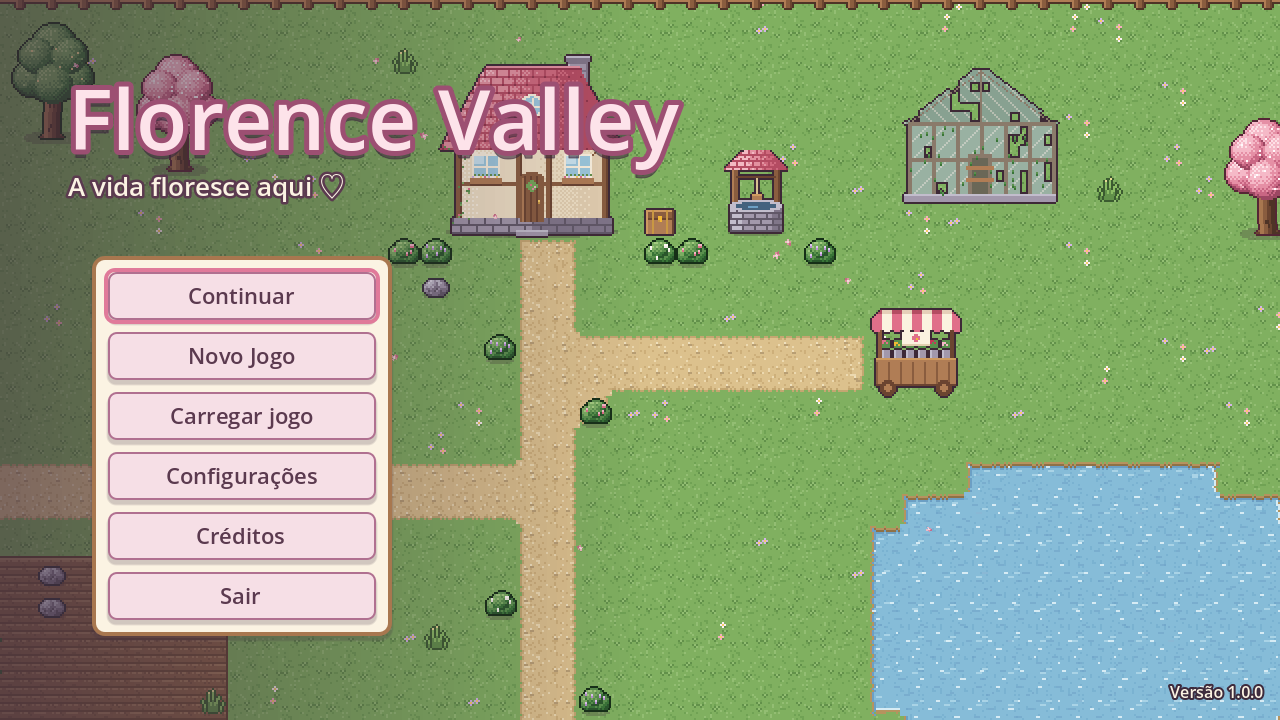 Florence Valley
A vida floresce aqui ♡
Continuar
Novo Jogo
Carregar jogo
Configurações
Créditos
Sair
Versão 1.0.0